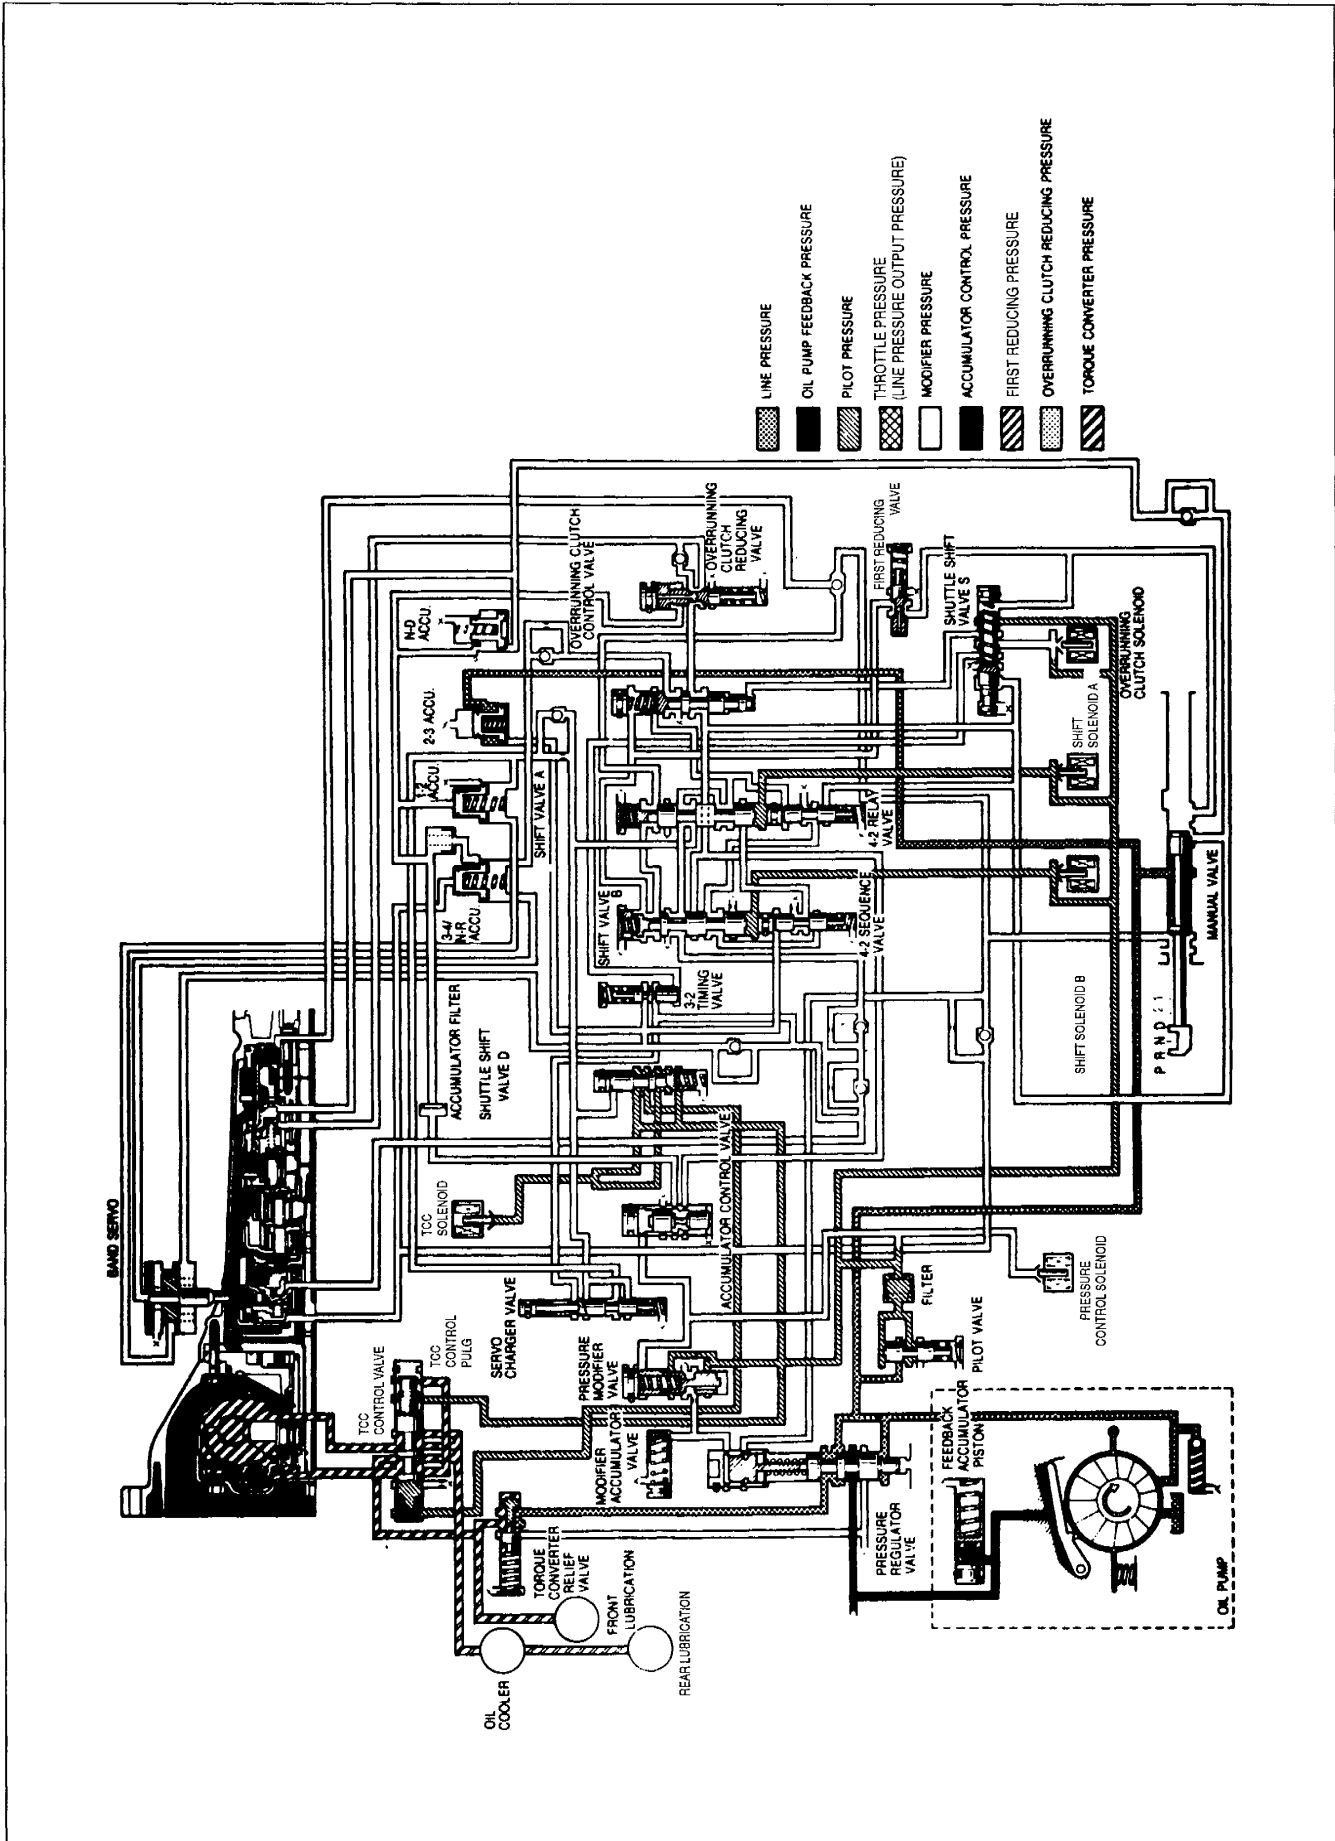 BAND SERVO
OIL
COOLER
REAR LUBRICATION
FRONT
LUBRICATION
TORQUE
CONVERTER
RELIEF
VALVE
TCC
CONTROL VALVE
TCC
CONTROL
PULG
SERVO
CHARGER VALVE
PRESSURE
MODIFIER
VALVE
MODIFIER
ACCUMULATOR
VALVE
PRESSURE
REGULATOR
VALVE
OIL PUMP
FEEDBACK
ACCUMULATOR
PISTON
PILOT VALVE
FILTER
PRESSURE
CONTROL SOLENOID
TCC
SOLENOID
ACCUMULATOR CONTROL VALVE
ACCUMULATOR FILTER
SHUTTLE SHIFT
VALVE D
3-2
TIMING
VALVE
SHIFT VALVE
B
4-2 SEQUENCE
VALVE
3-4/
N-R
ACCU.
1-2
ACCU.
SHIFT VALVE A
4-2 RELAY
VALVE
2-3 ACCU.
N-D
ACCU.
OVERRUNNING CLUTCH
CONTROL VALVE
OVERRUNNING
CLUTCH
REDUCING
VALVE
FIRST REDUCING
VALVE
SHUTTLE SHIFT
VALVE S
OVERRUNNING
CLUTCH SOLENOID
SHIFT
SOLENOID A
SHIFT SOLENOID B
MANUAL VALVE
P R N D 2 1
LINE PRESSURE
OIL PUMP FEEDBACK PRESSURE
PILOT PRESSURE
THROTTLE PRESSURE
(LINE PRESSURE OUTPUT PRESSURE)
MODIFIER PRESSURE
ACCUMULATOR CONTROL PRESSURE
FIRST REDUCING PRESSURE
OVERRUNNING CLUTCH REDUCING PRESSURE
TORQUE CONVERTER PRESSURE